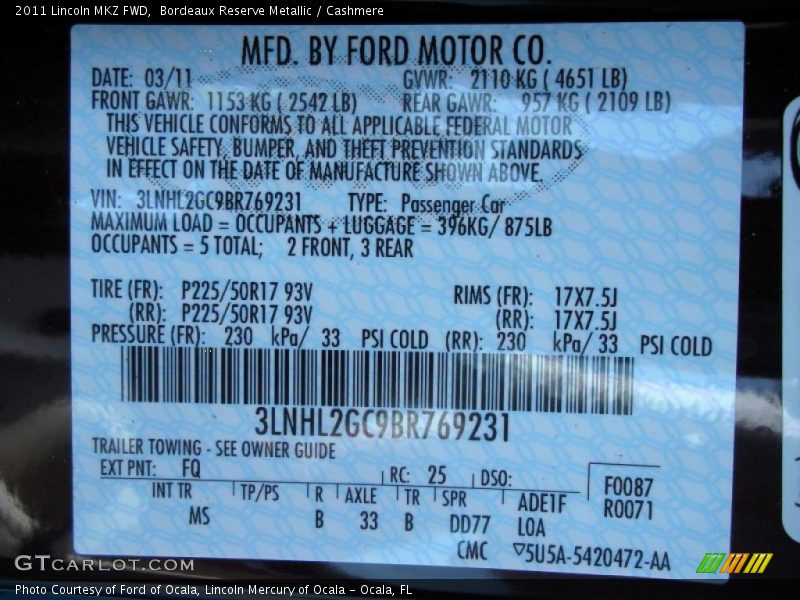 2011 Lincoln MKZ FWD,  Bordeaux Reserve Metallic / Cashmere
MFD. BY FORD MOTOR CO.
DATE: 03/11 GVWR: 2110 KG ( 4651 LB)
FRONT GAWR: 1153 KG ( 2542 LB) REAR GAWR: 957 KG ( 2109 LB)
THIS VEHICLE CONFORMS TO ALL APPLICABLE FEDERAL MOTOR
VEHICLE SAFETY, BUMPER, AND THEFT PREVENTION STANDARDS
IN EFFECT ON THE DATE OF MANUFACTURE SHOWN ABOVE.
VIN: 3LNHL2GC9BR769231 TYPE: Passenger Car
MAXIMUM LOAD = OCCUPANTS + LUGGAGE = 396KG/ 875LB
OCCUPANTS = 5 TOTAL; 2 FRONT, 3 REAR
TIRE (FR): P225/50R17 93V RIMS (FR): 17X7.5J
(RR): P225/50R17 93V (RR): 17X7.5J
PRESSURE (FR): 230 kPa/ 33 PSI COLD (RR): 230 kPa/ 33 PSI COLD
3LNHL2GC9BR769231
TRAILER TOWING - SEE OWNER GUIDE
EXT PNT: FQ RC: 25 DSO: F0087
INT TR TP/PS R AXLE TR SPR ADE1F R0071
MS B 33 B DD77 LOA
CMC ▽5U5A-5420472-AA
GTCARLOT.COM
Photo Courtesy of Ford of Ocala, Lincoln Mercury of Ocala - Ocala, FL